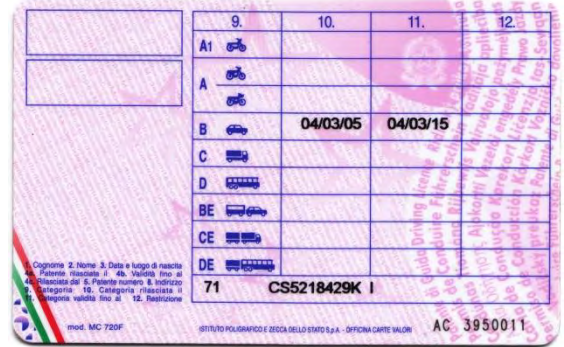 9. 10. 11. 12.
A1
A
B 04/03/05 04/03/15
C
D
BE
CE
DE
71 CS5218429K I
1. Cognome 2. Nome 3. Data e luogo di nascita
4a. Patente rilasciata il 4b. Validità fino al
4c. Rilasciata dal 5. Patente numero 8. Indirizzo
9. Categoria 10. Categoria rilasciata il
11. Categoria validità fino al 12. Restrizione
mod. MC 720F
ISTITUTO POLIGRAFICO E ZECCA DELLO STATO S.p.A. - OFFICINA CARTE VALORI
AC 3950011